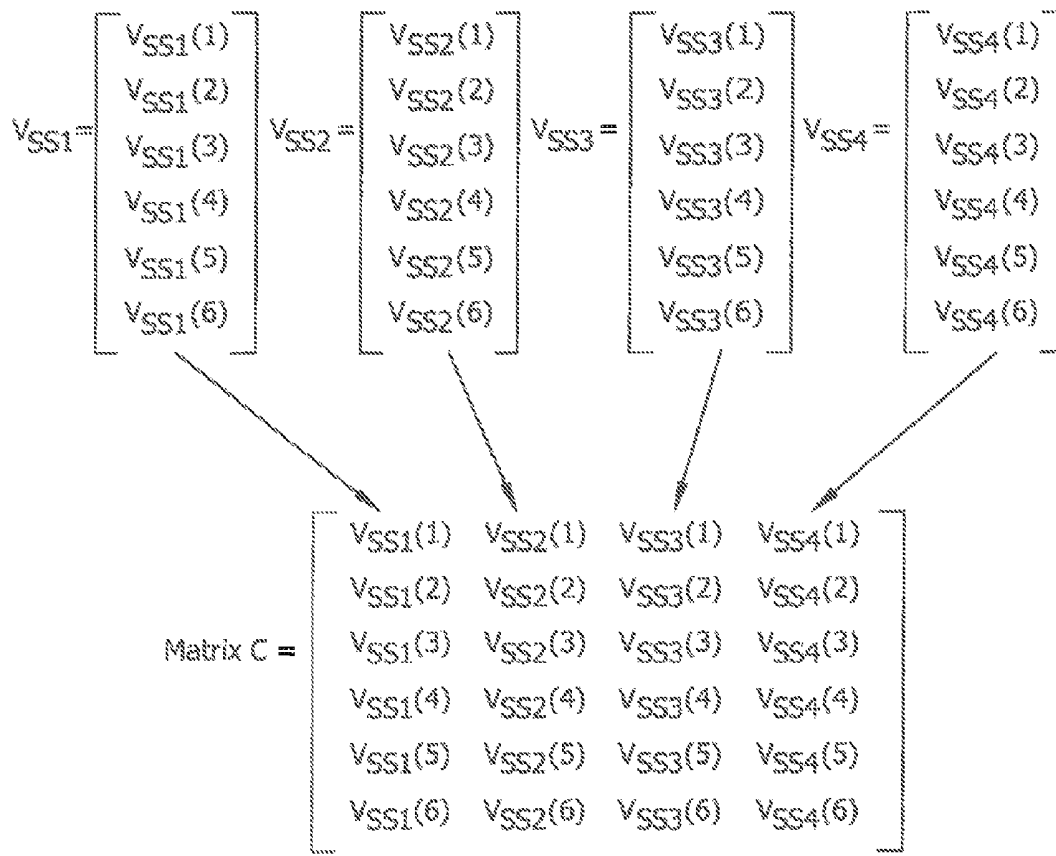 VSS1(1) VSS2(1) VSS3(1) VSS4(1)
VSS1(2) VSS2(2) VSS3(2) VSS4(2)
VSS1= VSS1(3) VSS2= VSS2(3) VSS3= VSS3(3) VSS4= VSS4(3)
VSS1(4) VSS2(4) VSS3(4) VSS4(4)
VSS1(5) VSS2(5) VSS3(5) VSS4(5)
VSS1(6) VSS2(6) VSS3(6) VSS4(6)
VSS1(1) VSS2(1) VSS3(1) VSS4(1)
VSS1(2) VSS2(2) VSS3(2) VSS4(2)
Matrix C = VSS1(3) VSS2(3) VSS3(3) VSS4(3)
VSS1(4) VSS2(4) VSS3(4) VSS4(4)
VSS1(5) VSS2(5) VSS3(5) VSS4(5)
VSS1(6) VSS2(6) VSS3(6) VSS4(6)